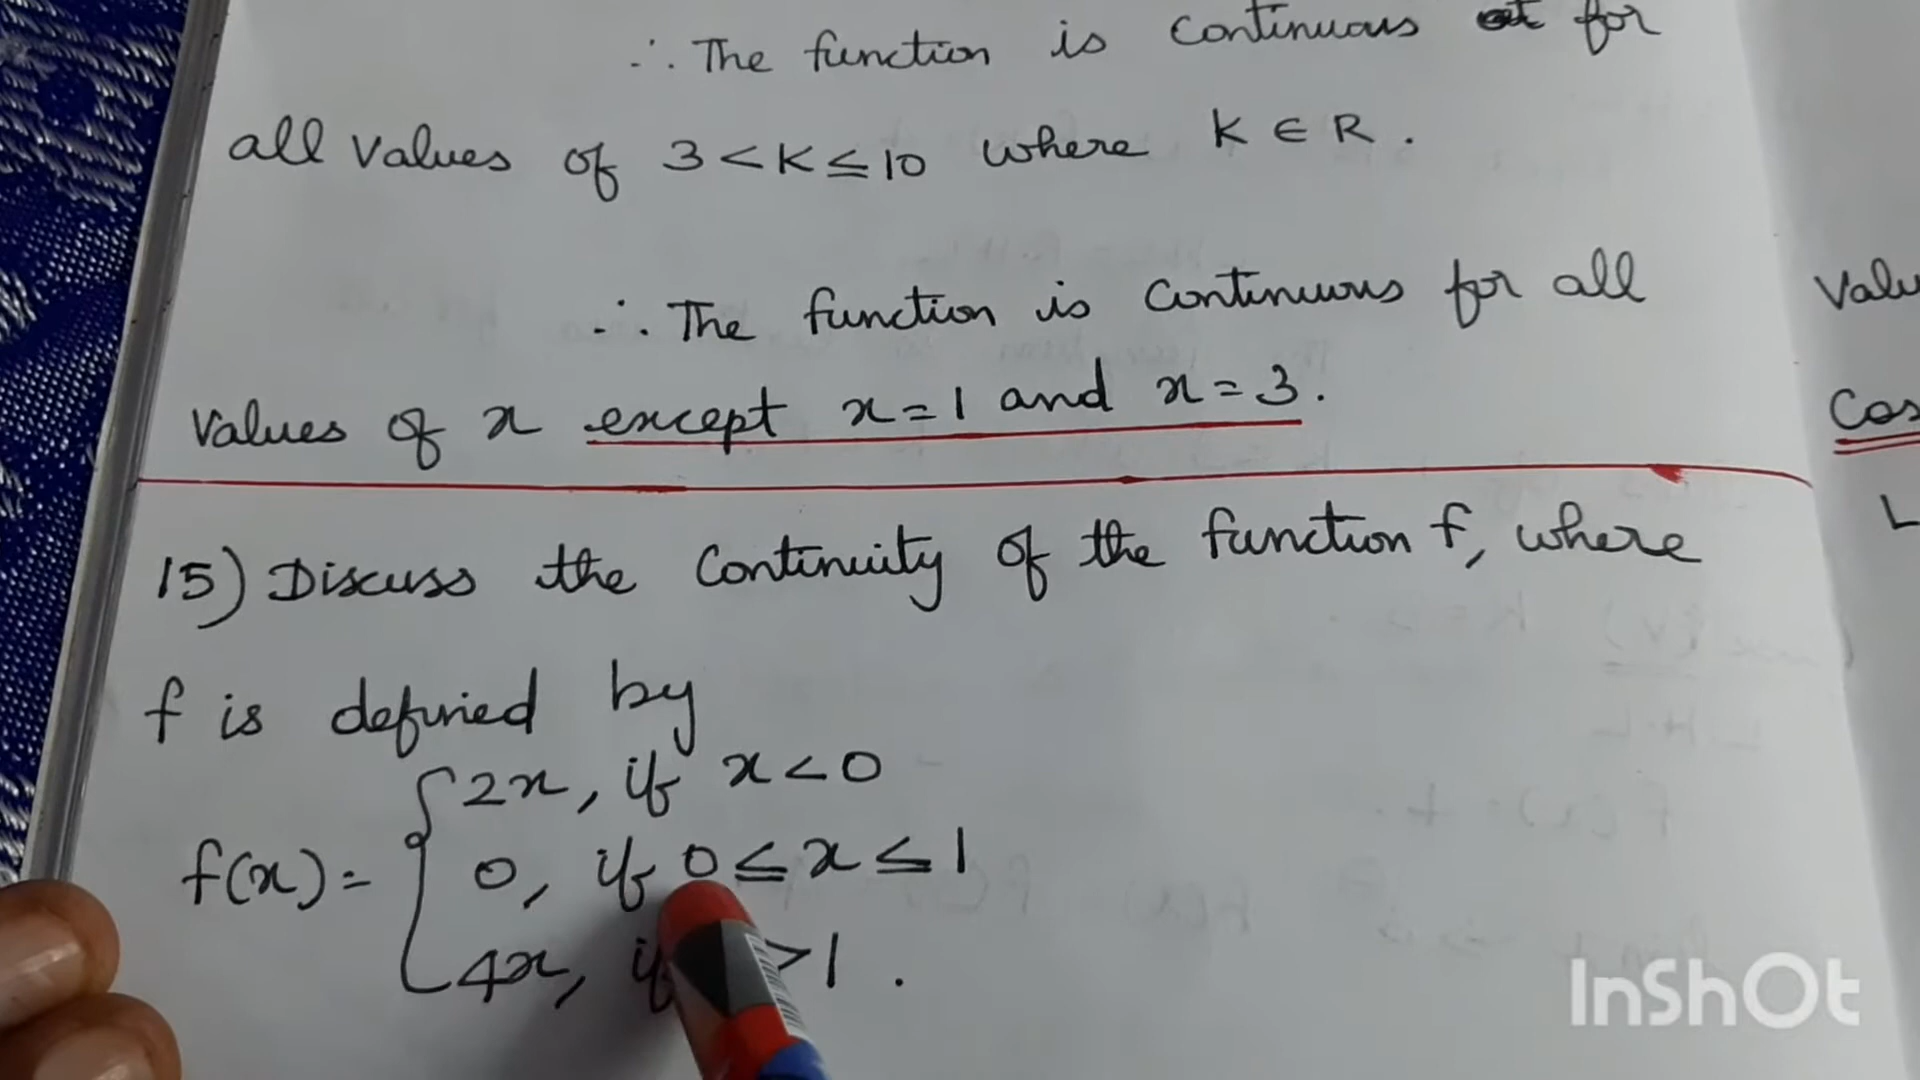 ∴ The function is continuous for
all values of 3 < K ≤ 10 where K ∈ R.
∴ The function is continuous for all
values of x except x = 1 and x = 3.
15) Discuss the continuity of the function f, where
f is defined by
f(x) = { 2x, if x < 0
0, if 0 ≤ x ≤ 1
4x, if > 1.
Valu
Cas
L
InShOt